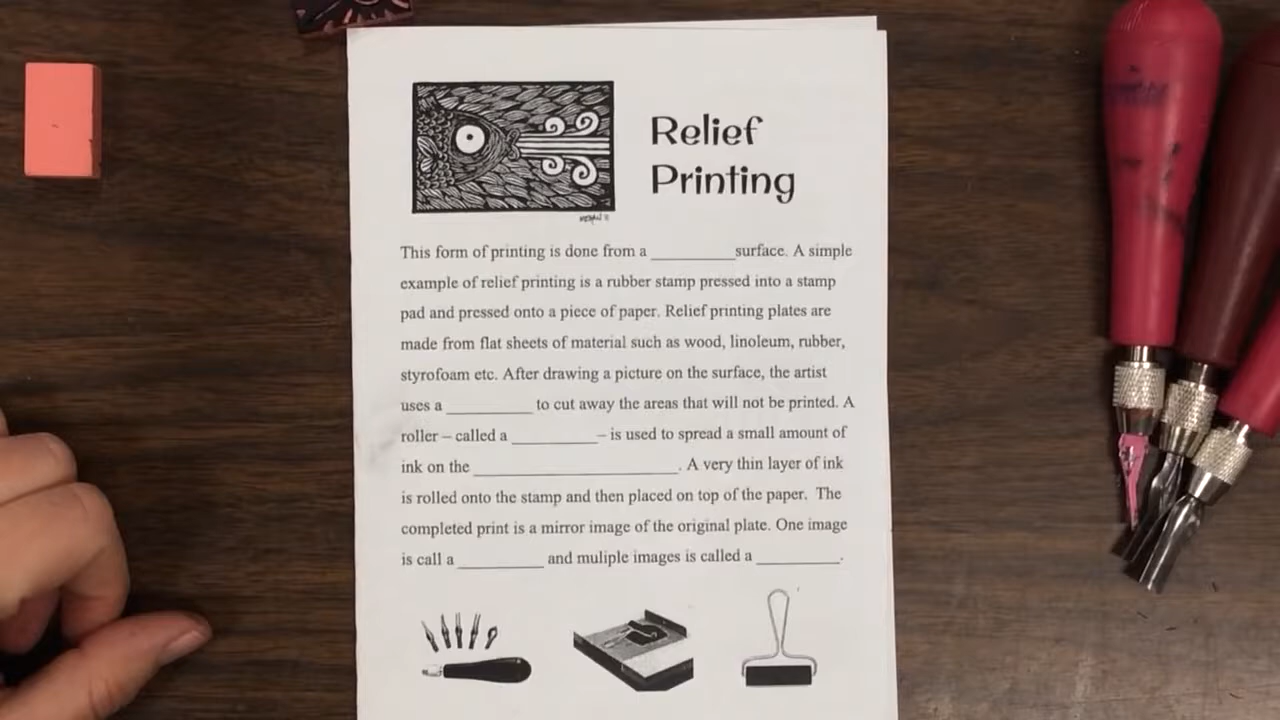 Relief
Printing
This form of printing is done from a __________surface. A simple
example of relief printing is a rubber stamp pressed into a stamp
pad and pressed onto a piece of paper. Relief printing plates are
made from flat sheets of material such as wood, linoleum, rubber,
styrofoam etc. After drawing a picture on the surface, the artist
uses a __________ to cut away the areas that will not be printed. A
roller – called a __________ – is used to spread a small amount of
ink on the ________________________. A very thin layer of ink
is rolled onto the stamp and then placed on top of the paper. The
completed print is a mirror image of the original plate. One image
is call a __________ and muliple images is called a __________.